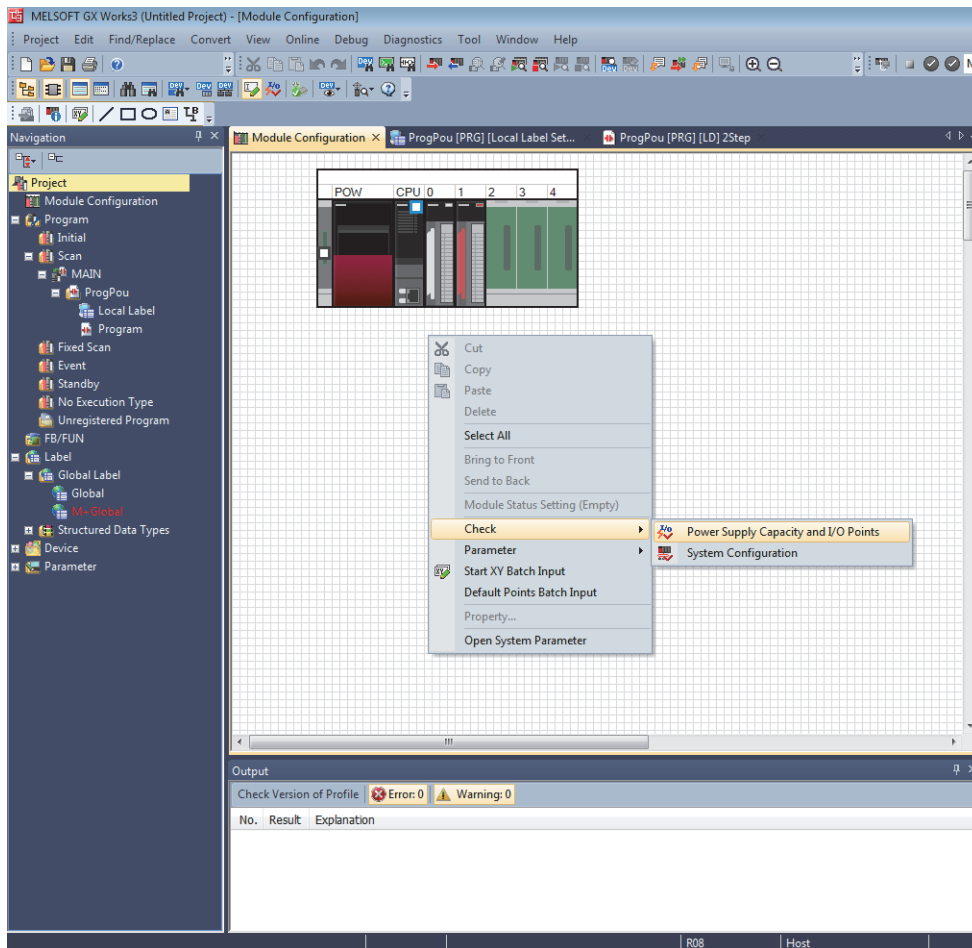 MELSOFT GX Works3 (Untitled Project) - [Module Configuration]
Project Edit Find/Replace Convert View Online Debug Diagnostics Tool Window Help
Navigation
Module Configuration
ProgPou [PRG] [Local Label Set...
ProgPou [PRG] [LD] 2Step
Project
Module Configuration
Program
Initial
Scan
MAIN
ProgPou
Local Label
Program
Fixed Scan
Event
Standby
No Execution Type
Unregistered Program
FB/FUN
Label
Global Label
Global
M+Global
Structured Data Types
Device
Parameter
POW CPU 0 1 2 3 4
Cut
Copy
Paste
Delete
Select All
Bring to Front
Send to Back
Module Status Setting (Empty)
Check
Parameter
Start XY Batch Input
Default Points Batch Input
Property...
Open System Parameter
Power Supply Capacity and I/O Points
System Configuration
Output
Check Version of Profile Error: 0 Warning: 0
No. Result Explanation
R08 Host